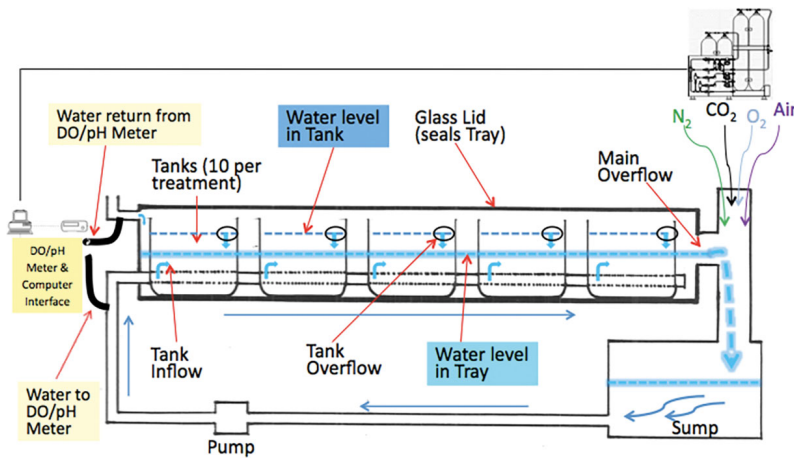 Water return from
DO/pH Meter
Water level
in Tank
Glass Lid
(seals Tray)
N2
CO2
O2
Air
Tanks (10 per
treatment)
Main
Overflow
DO/pH
Meter &
Computer
Interface
Tank
Inflow
Tank
Overflow
Water level
in Tray
Water to
DO/pH
Meter
Pump
Sump